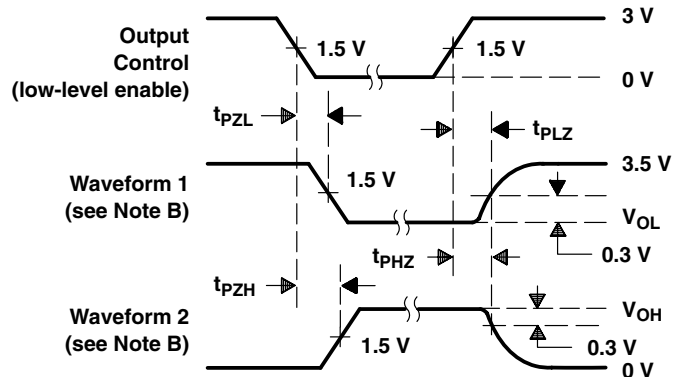 Output
Control
(low-level enable)
1.5 V
1.5 V
3 V
0 V
tPZL
tPLZ
Waveform 1
(see Note B)
1.5 V
3.5 V
VOL
0.3 V
tPHZ
tPZH
Waveform 2
(see Note B)
1.5 V
VOH
0.3 V
0 V